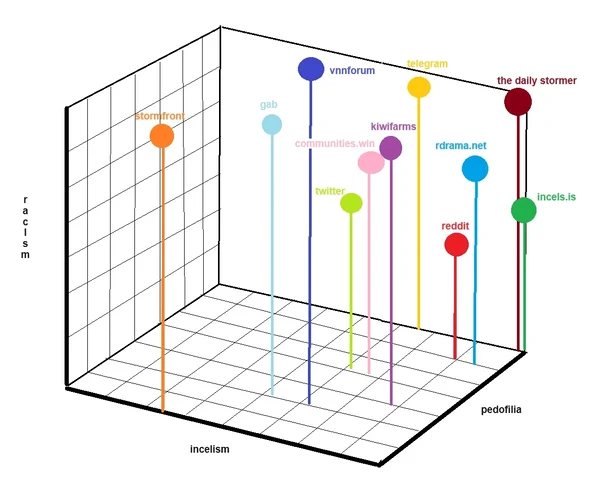 telegram
vnnforum
the daily stormer
gab
stormfront
kiwifarms
communities.win
rdrama.net
twitter
incels.is
racism
reddit
pedofilia
incelism